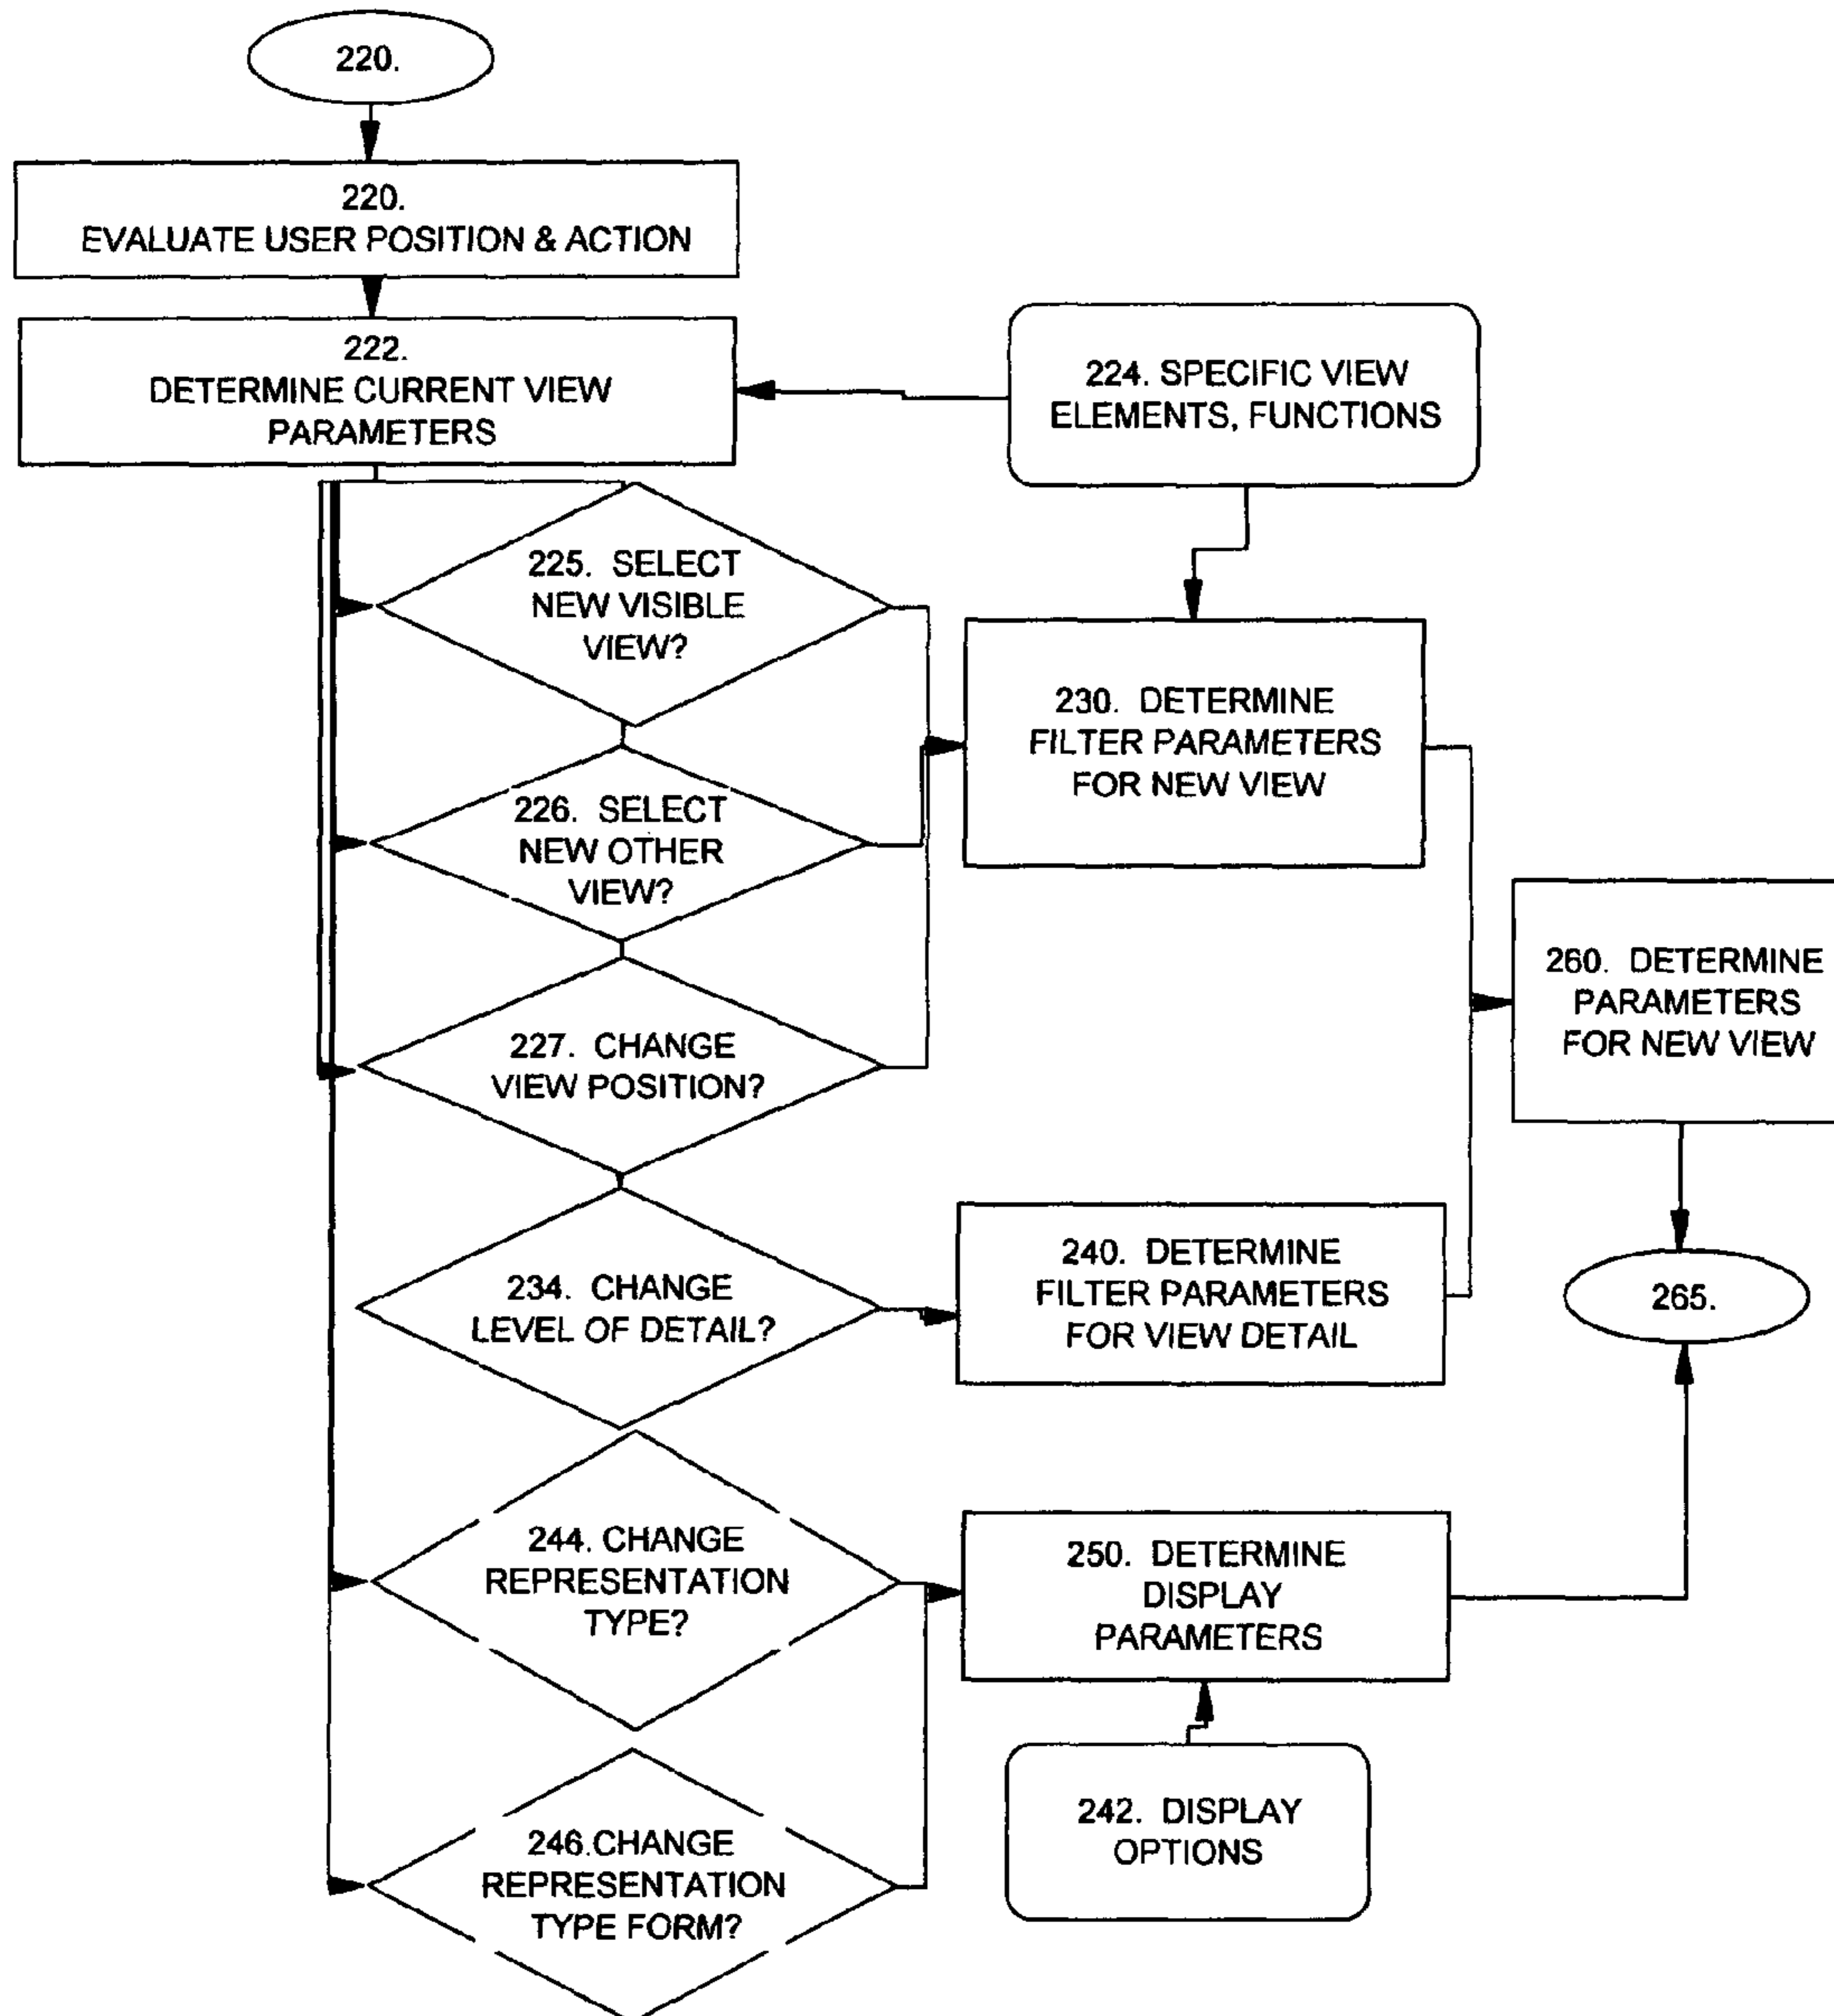 220.
220.
EVALUATE USER POSITION & ACTION
222.
DETERMINE CURRENT VIEW
PARAMETERS
224. SPECIFIC VIEW
ELEMENTS, FUNCTIONS
225. SELECT
NEW VISIBLE
VIEW?
230. DETERMINE
FILTER PARAMETERS
FOR NEW VIEW
226. SELECT
NEW OTHER
VIEW?
260. DETERMINE
PARAMETERS
FOR NEW VIEW
227. CHANGE
VIEW POSITION?
234. CHANGE
LEVEL OF DETAIL?
240. DETERMINE
FILTER PARAMETERS
FOR VIEW DETAIL
265.
244. CHANGE
REPRESENTATION
TYPE?
250. DETERMINE
DISPLAY
PARAMETERS
246.CHANGE
REPRESENTATION
TYPE FORM?
242. DISPLAY
OPTIONS